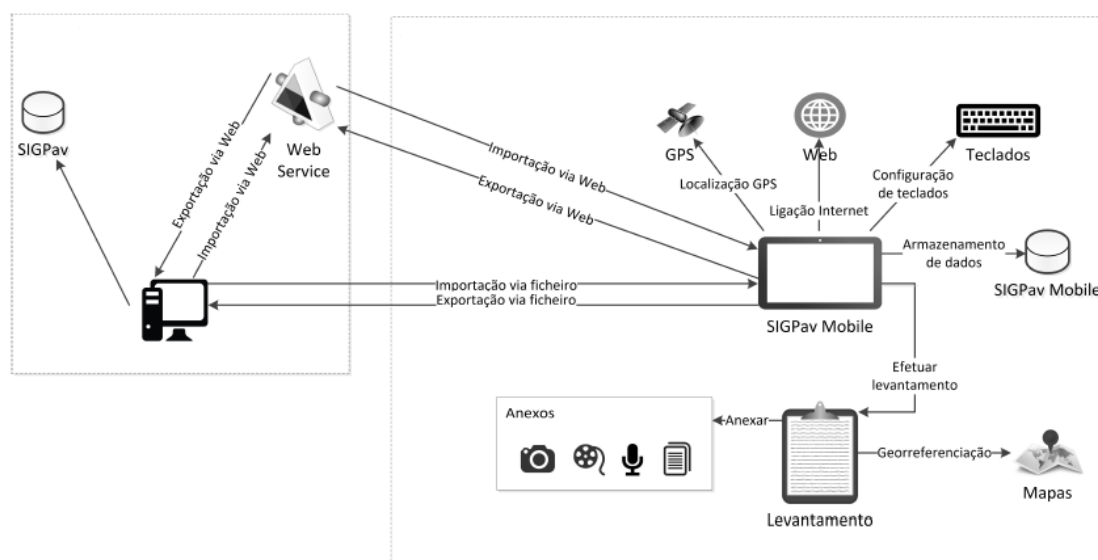 SIGPav
Web
Service
Exportação via Web
Importação via Web
Importação via Web
Exportação via Web
Importação via ficheiro
Exportação via ficheiro
GPS
Web
Teclados
Localização GPS
Ligação Internet
Configuração
de teclados
Armazenamento
de dados
SIGPav Mobile
SIGPav Mobile
Efetuar
levantamento
Anexos
Anexar
Georreferenciação
Mapas
Levantamento